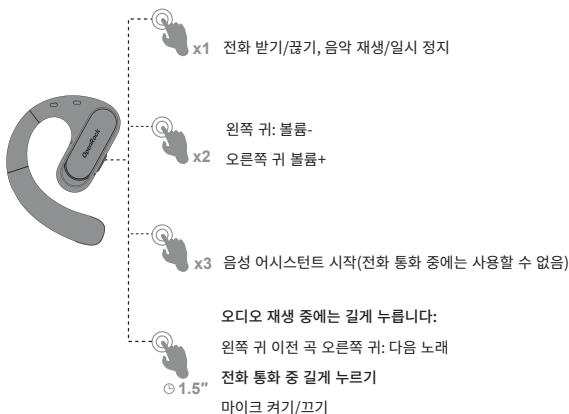 x1 전화 받기/끊기, 음악 재생/일시 정지
왼쪽 귀: 볼륨-
x2 오른쪽 귀 볼륨+
OpenRock
x3 음성 어시스턴트 시작(전화 통화 중에는 사용할 수 없음)
오디오 재생 중에는 길게 누릅니다:
왼쪽 귀 이전 곡 오른쪽 귀: 다음 노래
전화 통화 중 길게 누르기
1.5"
마이크 켜기/끄기